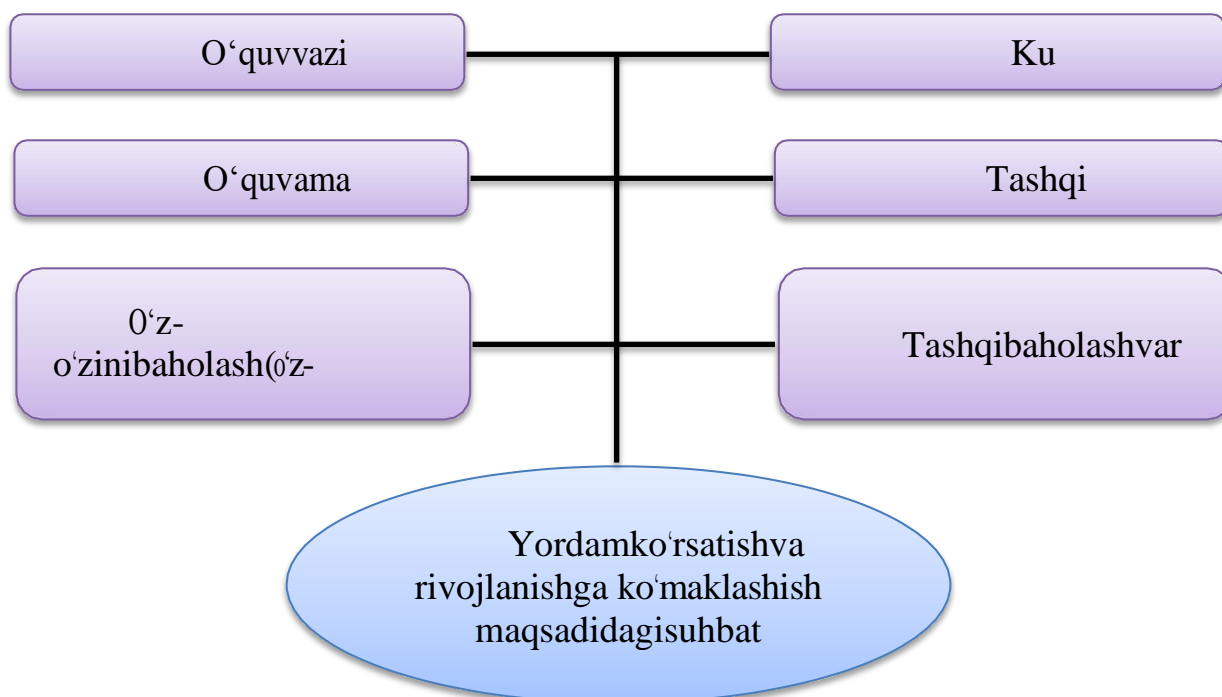 O‘quvvazi
Ku
O‘quvama
Tashqi
0‘z-
o‘zinibaholash(o‘z-
Tashqibaholashvar
Yordamko‘rsatishva
rivojlanishga ko‘maklashish
maqsadidagisuhbat